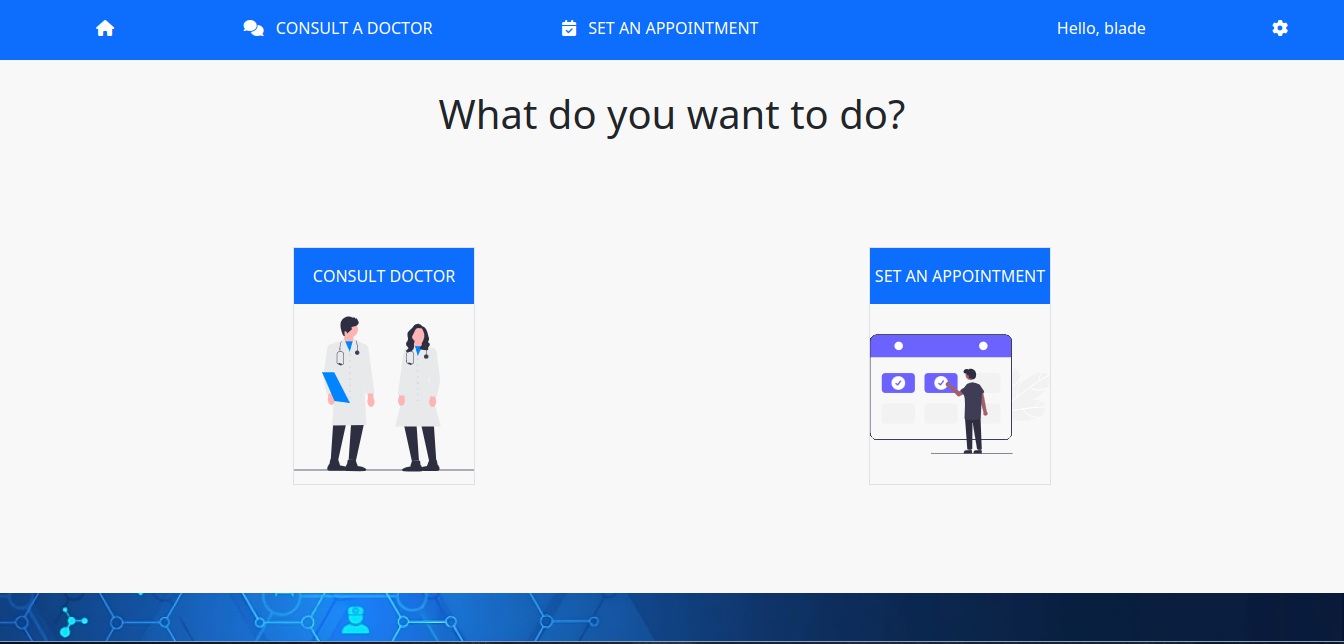 CONSULT A DOCTOR
SET AN APPOINTMENT
Hello, blade
What do you want to do?
CONSULT DOCTOR
SET AN APPOINTMENT